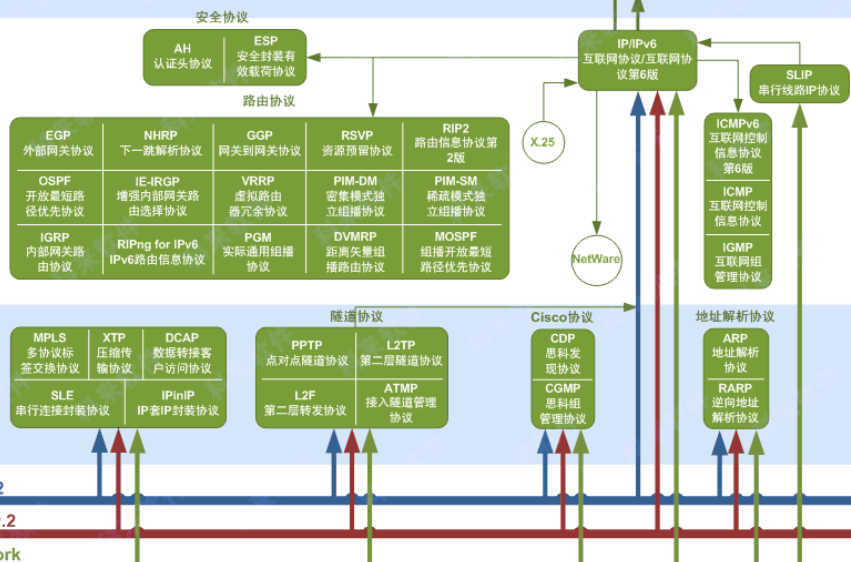 安全协议
AH
认证头协议
ESP
安全封装有
效载荷协议
IP/IPv6
互联网协议/互联网协
议第6版
SLIP
串行线路IP协议
X.25
NetWare
ICMPv6
互联网控制
信息协议
第6版
ICMP
互联网控制
信息协议
IGMP
互联网组
管理协议
路由协议
EGP
外部网关协议
NHRP
下一跳解析协议
GGP
网关到网关协议
RSVP
资源预留协议
RIP2
路由信息协议第
2版
OSPF
开放最短路
径优先协议
IE-IRGP
增强内部网关路
由选择协议
VRRP
虚拟路由
器冗余协议
PIM-DM
密集模式独
立组播协议
PIM-SM
稀疏模式独
立组播协议
IGRP
内部网关路
由协议
RIPng for IPv6
IPv6路由信息协议
PGM
实际通用组播
协议
DVMRP
距离矢量组
播路由协议
MOSPF
组播开放最短
路径优先协议
MPLS
多协议标
签交换协议
XTP
压缩传
输协议
DCAP
数据转接客
户访问协议
SLE
串行连接封装协议
IPinIP
IP套IP封装协议
隧道协议
PPTP
点对点隧道协议
L2TP
第二层隧道协议
L2F
第二层转发协议
ATMP
接入隧道管理
协议
Cisco协议
CDP
思科发
现协议
CGMP
思科组
管理协议
地址解析协议
ARP
地址解析
协议
RARP
逆向地址
解析协议
2
.2
ork